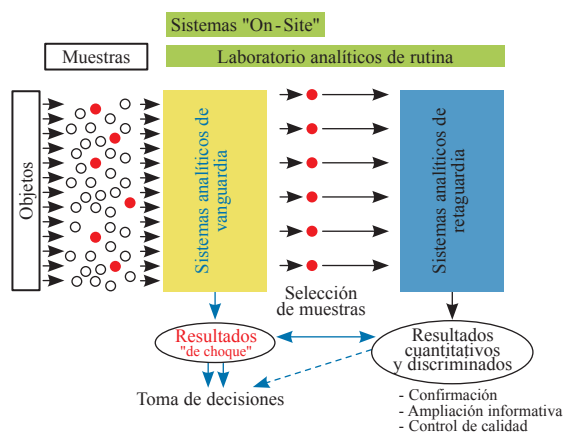 Sistemas "On-Site"
Muestras
Laboratorio analíticos de rutina
Objetos
Sistemas analíticos de
vanguardia
Sistemas analíticos de
retaguardia
Selección
de muestras
Resultados
"de choque"
Resultados
cuantitativos
y discriminados
Toma de decisiones
- Confirmación
- Ampliación informativa
- Control de calidad